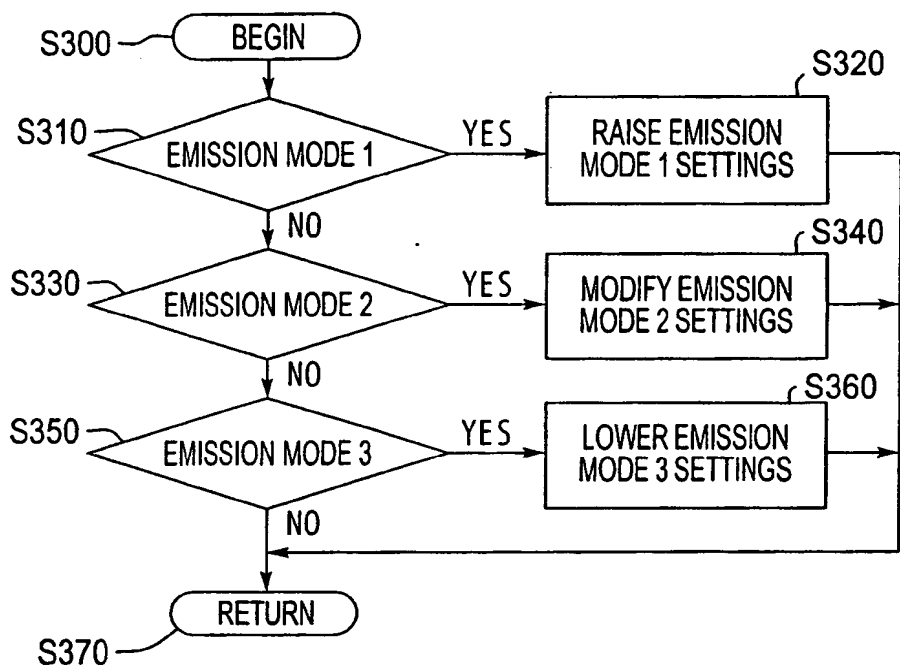 S300
BEGIN
S320
S310
EMISSION MODE 1
YES
RAISE EMISSION
MODE 1 SETTINGS
NO
S340
S330
EMISSION MODE 2
YES
MODIFY EMISSION
MODE 2 SETTINGS
NO
S360
S350
EMISSION MODE 3
YES
LOWER EMISSION
MODE 3 SETTINGS
NO
RETURN
S370